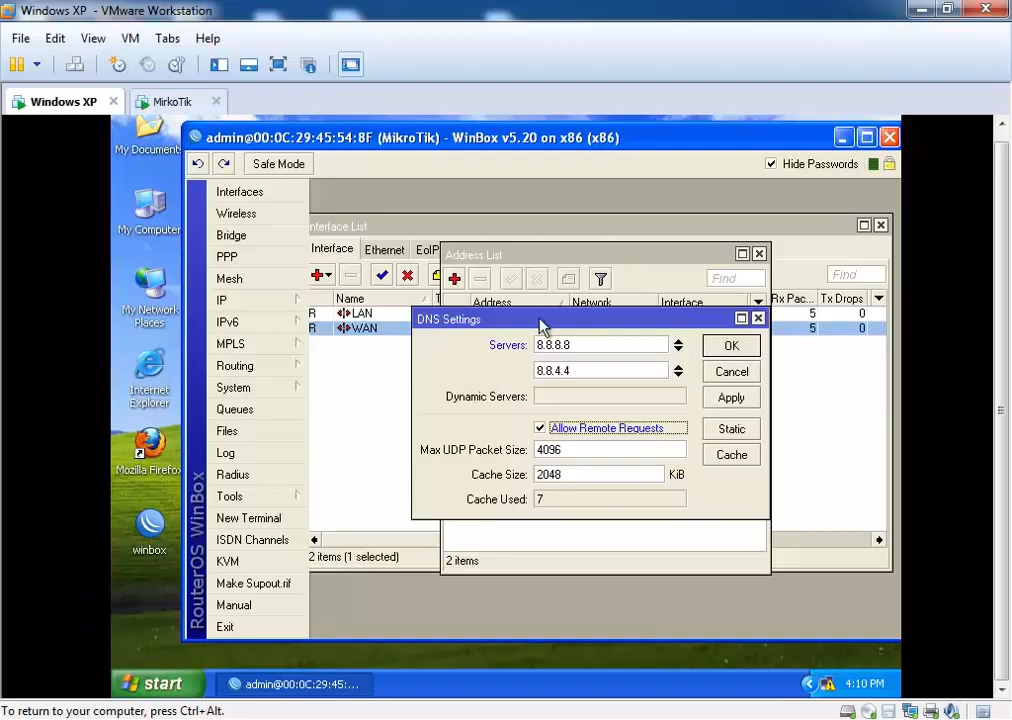 Windows XP - VMware Workstation
File Edit View VM Tabs Help
Windows XP
MirkoTik
My Documents
My Computer
My Network
Places
Internet
Explorer
Mozilla Firefox
winbox
admin@00:0C:29:45:54:8F (MikroTik) - WinBox v5.20 on x86 (x86)
Safe Mode
Hide Passwords
Interfaces
Wireless
Bridge
PPP
Mesh
IP
IPv6
MPLS
Routing
System
Queues
Files
Log
Radius
Tools
New Terminal
ISDN Channels
KVM
Make Supout.rif
Manual
Exit
RouterOS WinBox
Interface List
Interface Ethernet EoIP
Find
Name T Rx Pac... Tx Drops
R LAN 5 0
R WAN 5 0
2 items (1 selected)
Address List
Find
Address Network Interface
2 items
DNS Settings
Servers: 8.8.8.8
8.8.4.4
Dynamic Servers:
Allow Remote Requests
Max UDP Packet Size: 4096
Cache Size: 2048 KiB
Cache Used: 7
OK
Cancel
Apply
Static
Cache
start
admin@00:0C:29:45:...
4:10 PM
To return to your computer, press Ctrl+Alt.